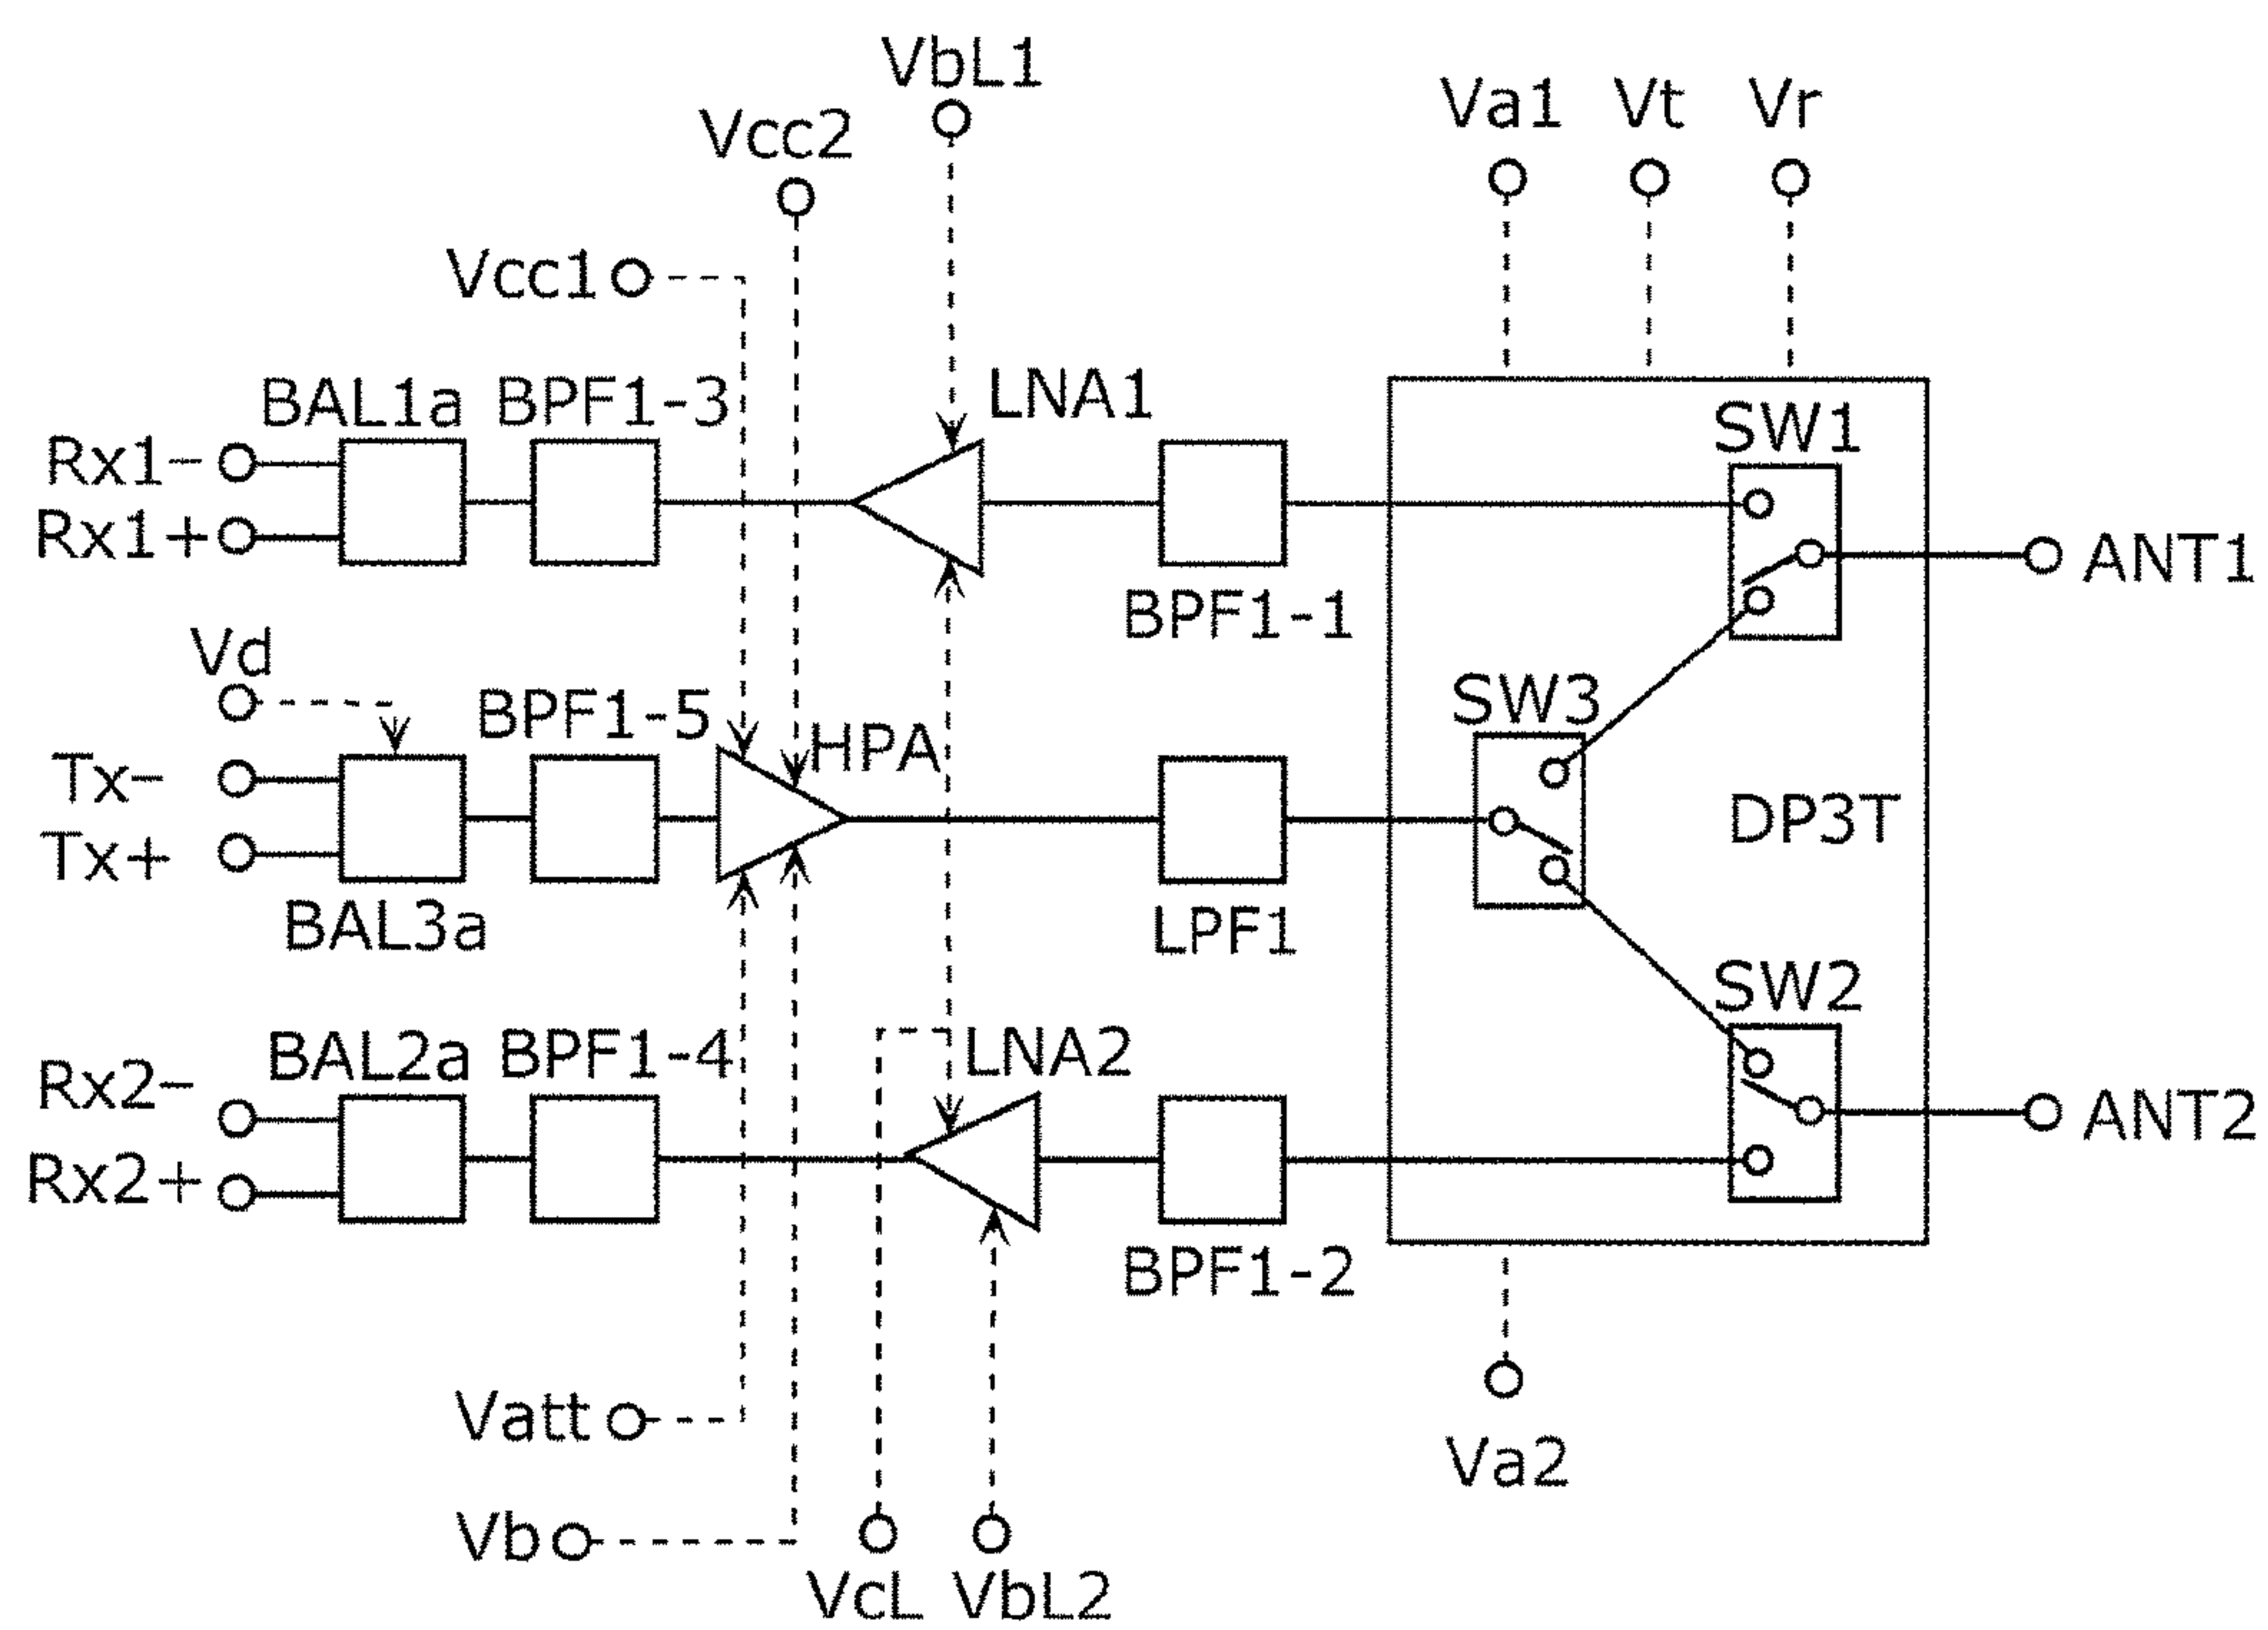 VbL1
Vcc2
Va1 Vt Vr
Vcc1
BAL1a BPF1-3 LNA1 SW1
Rx1-
Rx1+
ANT1
BPF1-1
Vd
BPF1-5 HPA SW3
Tx-
Tx+
DP3T
BAL3a LPF1
SW2
BAL2a BPF1-4 LNA2
Rx2-
Rx2+
ANT2
BPF1-2
Vatt
Va2
Vb
VcL VbL2